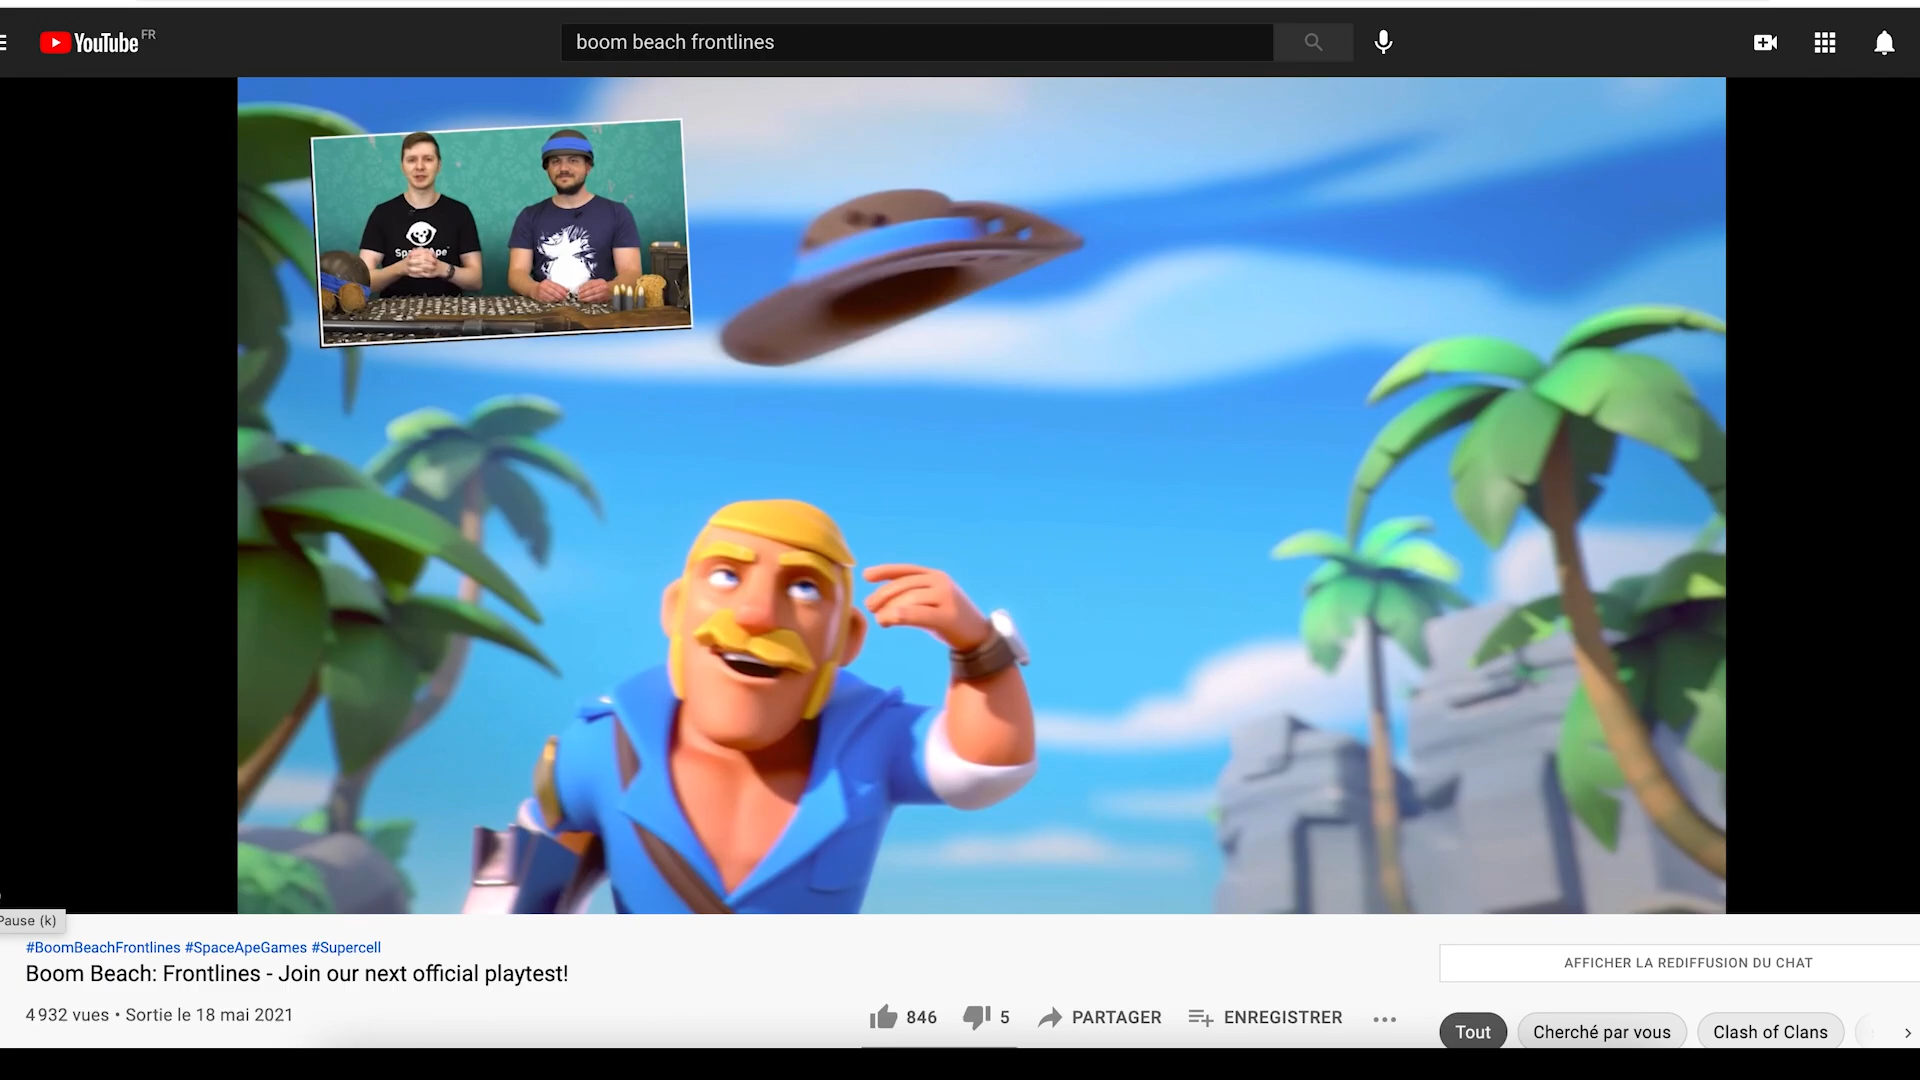 YouTube FR
boom beach frontlines
Space Ape
Pause (k)
#BoomBeachFrontlines #SpaceApeGames #Supercell
Boom Beach: Frontlines - Join our next official playtest!
4 932 vues • Sortie le 18 mai 2021
846
5
PARTAGER
ENREGISTRER
AFFICHER LA REDIFFUSION DU CHAT
Tout
Cherché par vous
Clash of Clans